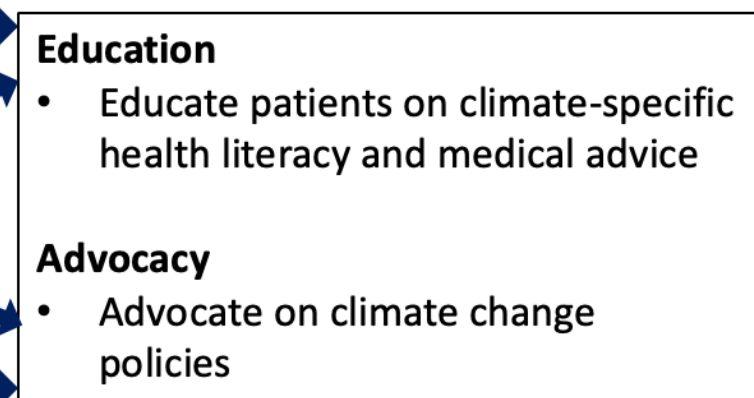 Education
• Educate patients on climate-specific
health literacy and medical advice
Advocacy
• Advocate on climate change
policies